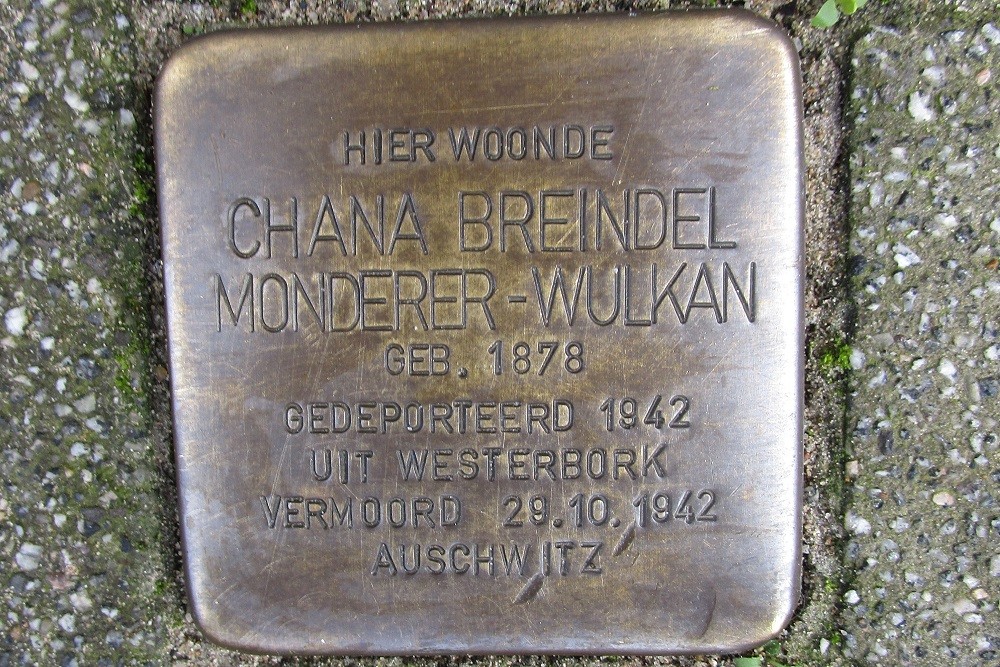 HIER WOONDE
CHANA BREINDEL
MONDERER-WULKAN
GEB. 1878
GEDEPORTEERD 1942
UIT WESTERBORK
VERMOORD 29.10.1942
AUSCHWITZ